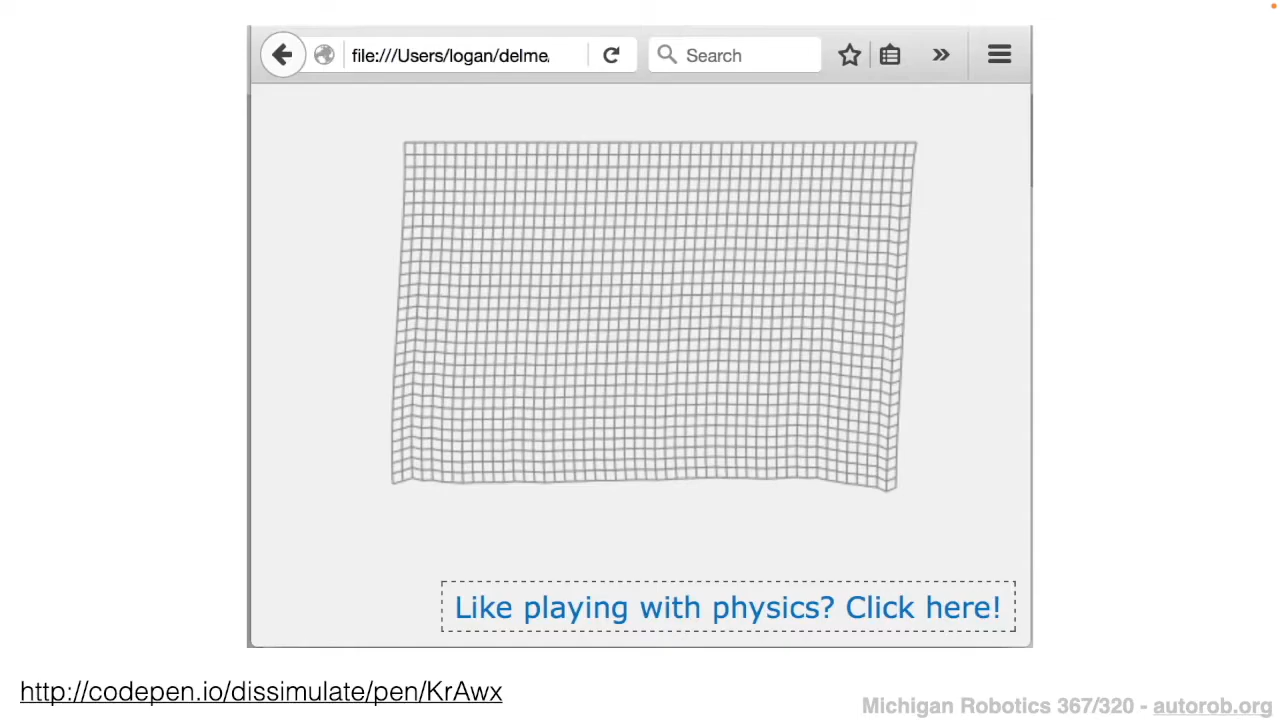 file:///Users/logan/delme.
Search
Like playing with physics? Click here!
http://codepen.io/dissimulate/pen/KrAwx
Michigan Robotics 367/320 - autorob.org